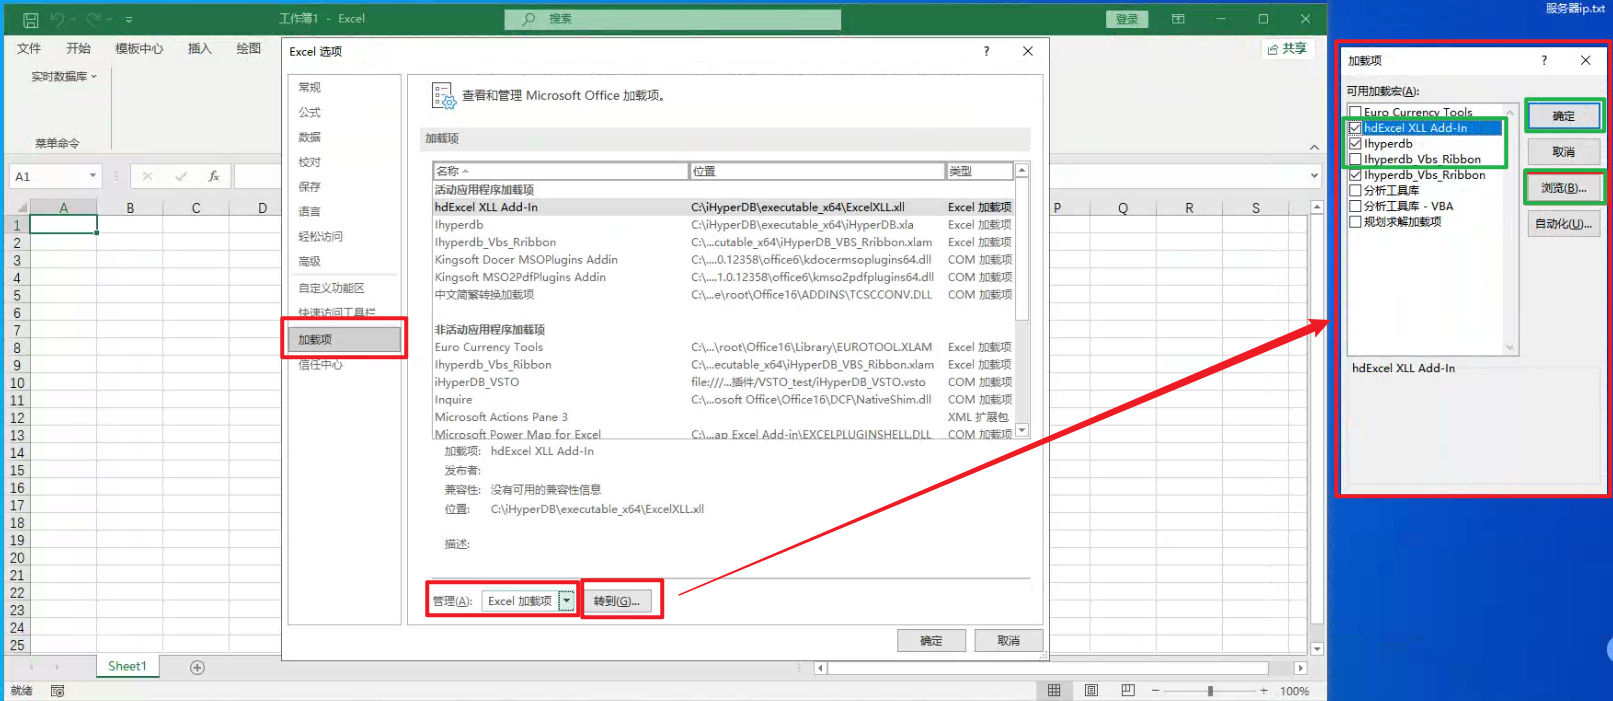 工作簿1 - Excel
搜索
登录
服务器ip.txt
文件 开始 模板中心 插入 绘图
共享
实时数据库
菜单命令
A1
fx
A B C D P Q R S
1
2
3
4
5
6
7
8
9
10
11
12
13
14
15
16
17
18
19
20
21
22
23
24
25
Sheet1
就绪
100%
Excel 选项
?
常规
公式
数据
校对
保存
语言
轻松访问
高级
自定义功能区
快速访问工具栏
加载项
信任中心
查看和管理 Microsoft Office 加载项。
加载项
名称 位置 类型
活动应用程序加载项
hdExcel XLL Add-In C:\iHyperDB\executable_x64\ExcelXLL.xll Excel 加载项
Ihyperdb C:\iHyperDB\executable_x64\iHyperDB.xla Excel 加载项
Ihyperdb_Vbs_Rribbon C:\...cutable_x64\iHyperDB_VBS_Rribbon.xlam Excel 加载项
Kingsoft Docer MSOPlugins Addin C:\....0.12358\office6\kdocermsoplugins64.dll COM 加载项
Kingsoft MSO2PdfPlugins Addin C:\....1.0.12358\office6\kmso2pdfplugins64.dll COM 加载项
中文简繁转换加载项 C:\...e\root\Office16\ADDINS\TCSCCONV.DLL COM 加载项
非活动应用程序加载项
Euro Currency Tools C:\...\root\Office16\Library\EUROTOOL.XLAM Excel 加载项
Ihyperdb_Vbs_Ribbon C:\...ecutable_x64\iHyperDB_VBS_Ribbon.xlam Excel 加载项
iHyperDB_VSTO file:///...插件/VSTO_test/iHyperDB_VSTO.vsto COM 加载项
Inquire C:\...osoft Office\Office16\DCF\NativeShim.dll COM 加载项
Microsoft Actions Pane 3 XML 扩展包
Microsoft Power Map for Excel C:\...ap Excel Add-in\EXCELPLUGINSHELL.DLL COM 加载项
加载项: hdExcel XLL Add-In
发布者:
兼容性: 没有可用的兼容性信息
位置: C:\iHyperDB\executable_x64\ExcelXLL.xll
描述:
管理(A): Excel 加载项 转到(G)...
确定 取消
加载项
?
可用加载宏(A):
Euro Currency Tools
hdExcel XLL Add-In
Ihyperdb
Ihyperdb_Vbs_Ribbon
Ihyperdb_Vbs_Rribbon
分析工具库
分析工具库 - VBA
规划求解加载项
确定
取消
浏览(B)...
自动化(U)...
hdExcel XLL Add-In